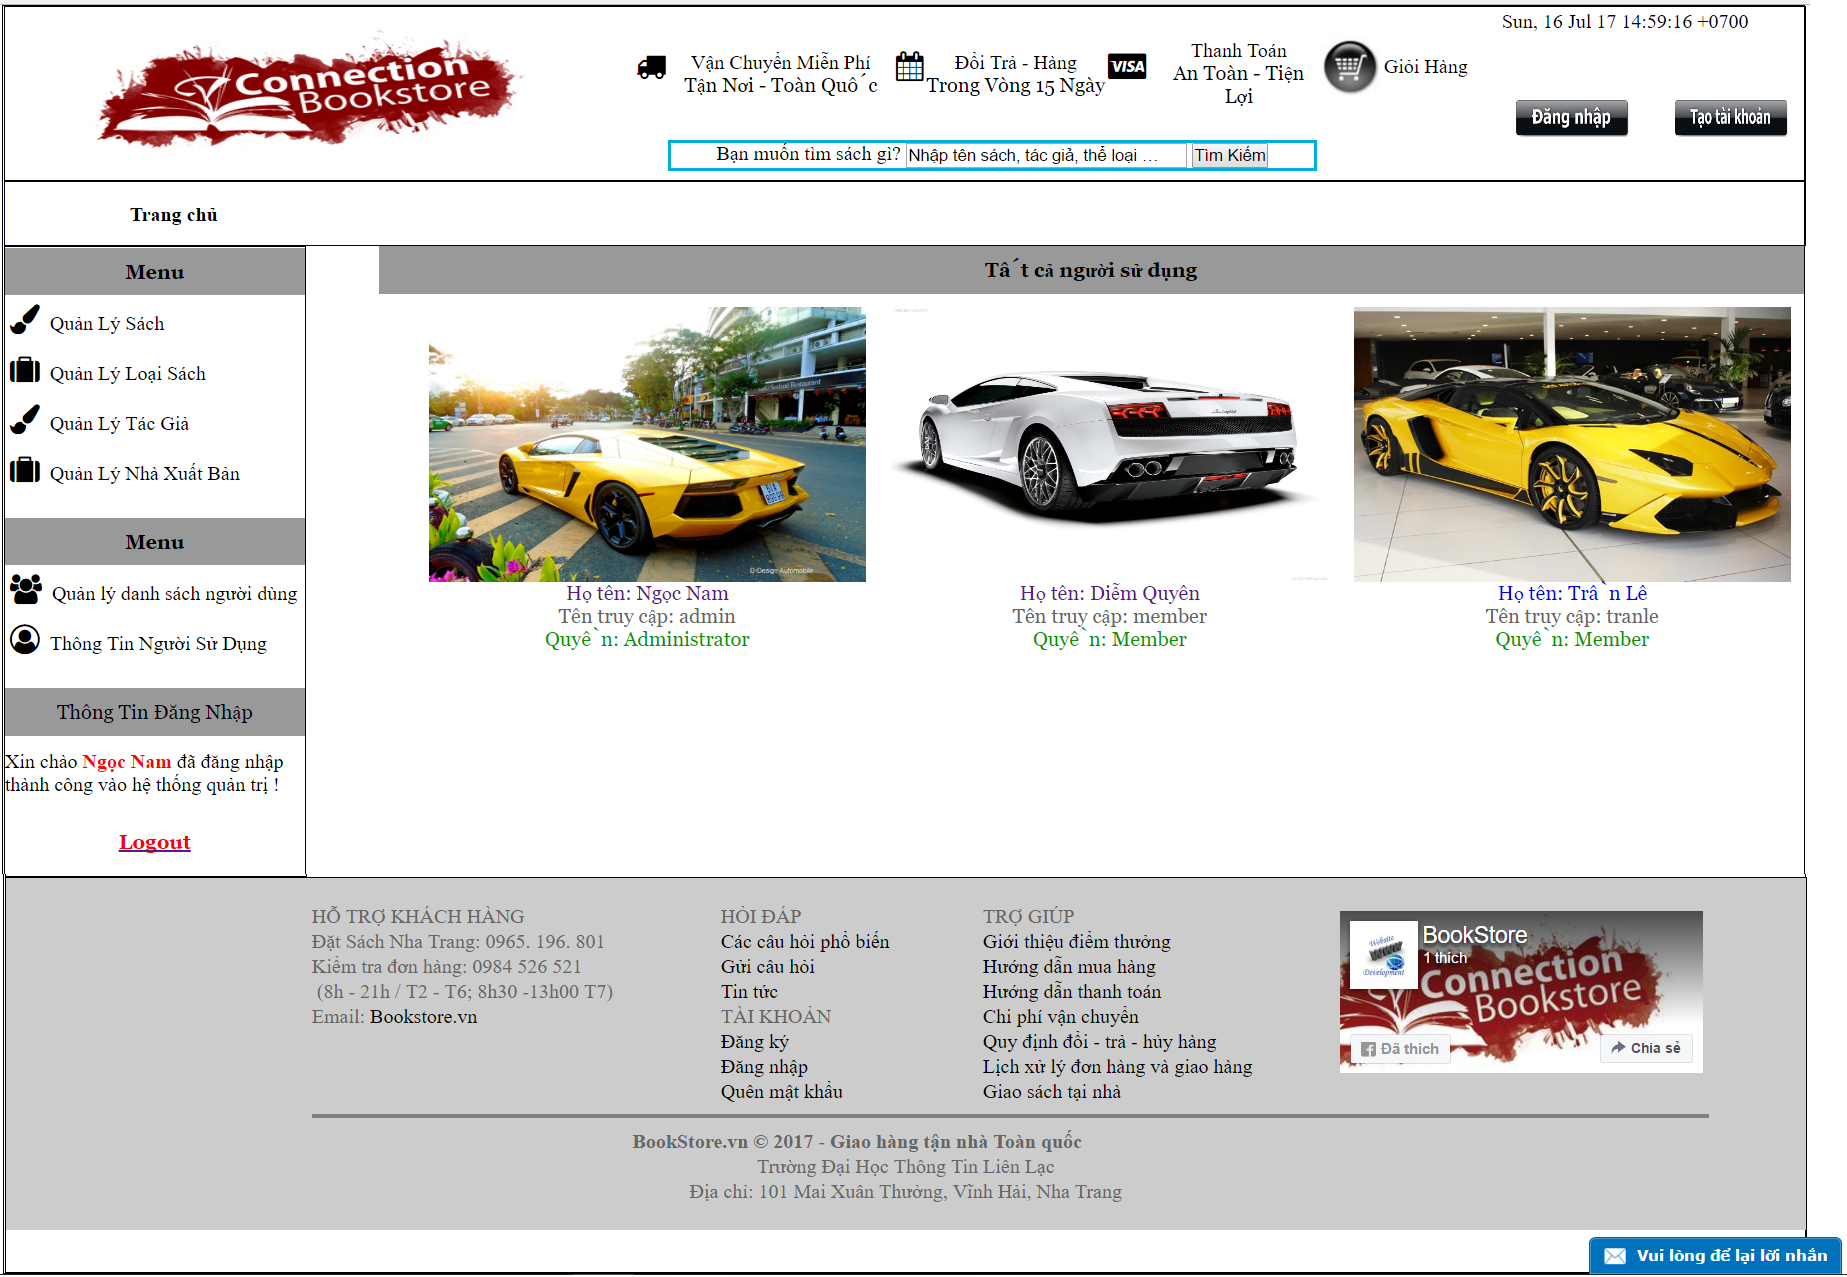 Sun, 16 Jul 17 14:59:16 +0700
Connection
Bookstore
Vận Chuyển Miễn Phí
Tận Nơi - Toàn Quốc
Đổi Trả - Hàng
Trong Vòng 15 Ngày
VISA
Thanh Toán
An Toàn - Tiện
Lợi
Giỏi Hàng
Đăng nhập
Tạo tài khoản
Bạn muốn tìm sách gì? Nhập tên sách, tác giả, thể loại ... Tìm Kiếm
Trang chủ
Menu
Quản Lý Sách
Quản Lý Loại Sách
Quản Lý Tác Giả
Quản Lý Nhà Xuất Bản
Menu
Quản lý danh sách người dùng
Thông Tin Người Sử Dụng
Thông Tin Đăng Nhập
Xin chào Ngọc Nam đã đăng nhập
thành công vào hệ thống quản trị !
Logout
Tất cả người sử dụng
E-Design Automobile
Họ tên: Ngọc Nam
Tên truy cập: admin
Quyền: Administrator
Họ tên: Diễm Quyên
Tên truy cập: member
Quyền: Member
Họ tên: Trần Lê
Tên truy cập: tranle
Quyền: Member
HỖ TRỢ KHÁCH HÀNG
Đặt Sách Nha Trang: 0965. 196. 801
Kiểm tra đơn hàng: 0984 526 521
(8h - 21h / T2 - T6; 8h30 -13h00 T7)
Email: Bookstore.vn
HỎI ĐÁP
Các câu hỏi phổ biến
Gửi câu hỏi
Tin tức
TÀI KHOẢN
Đăng ký
Đăng nhập
Quên mật khẩu
TRỢ GIÚP
Giới thiệu điểm thưởng
Hướng dẫn mua hàng
Hướng dẫn thanh toán
Chi phí vận chuyển
Quy định đổi - trả - hủy hàng
Lịch xử lý đơn hàng và giao hàng
Giao sách tại nhà
Website
WWW
Development
BookStore
1 thích
Connection
Bookstore
Đã thích
Chia sẻ
BookStore.vn © 2017 - Giao hàng tận nhà Toàn quốc
Trường Đại Học Thông Tin Liên Lạc
Địa chỉ: 101 Mai Xuân Thưởng, Vĩnh Hải, Nha Trang
Vui lòng để lại lời nhắn